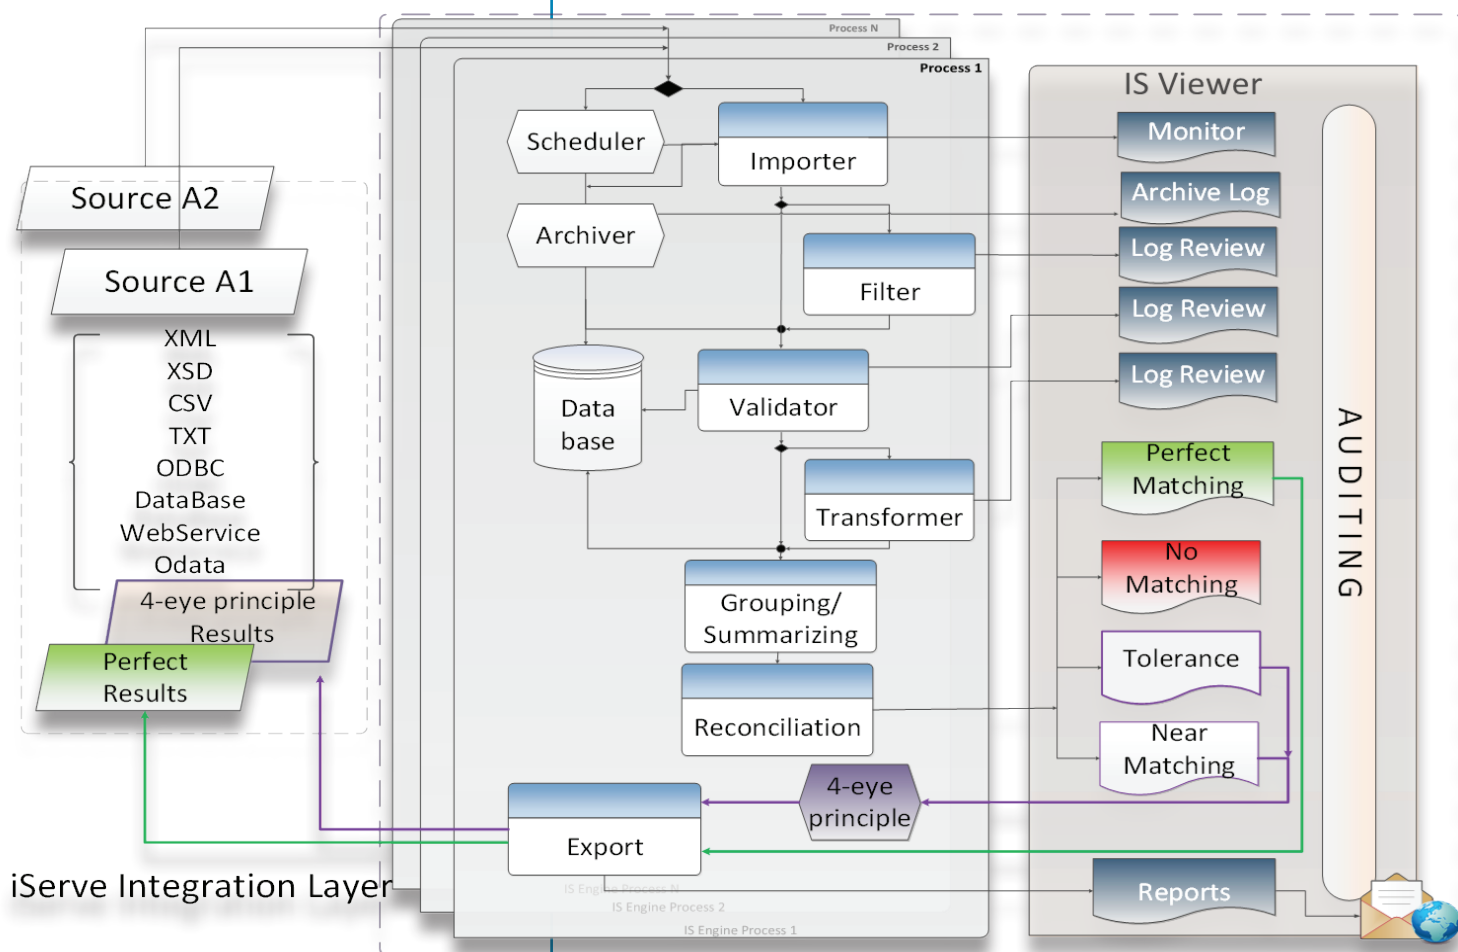 Process N
Process 2
Process 1
IS Viewer
Scheduler
Importer
Monitor
Archive Log
Source A2
Archiver
Log Review
Source A1
Filter
Log Review
XML
XSD
CSV
TXT
ODBC
DataBase
WebService
Odata
Data
base
Validator
Log Review
AUDITING
Perfect
Matching
Transformer
No
Matching
4-eye principle
Results
Grouping/
Summarizing
Perfect
Results
Tolerance
Reconciliation
Near
Matching
4-eye
principle
Export
iServe Integration Layer
Reports
IS Engine Process N
IS Engine Process 2
IS Engine Process 1